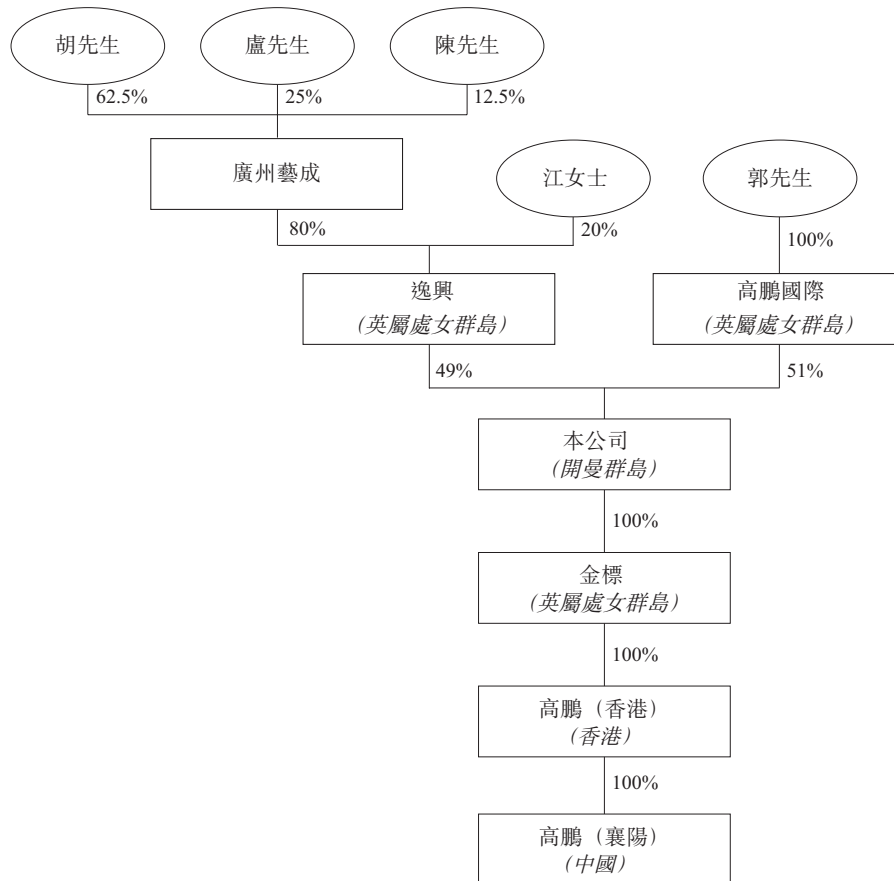 胡先生
盧先生
陳先生
62.5%
25%
12.5%
廣州藝成
江女士
郭先生
80%
20%
100%
逸興
（英屬處女群島）
高鵬國際
（英屬處女群島）
49%
51%
本公司
（開曼群島）
100%
金標
（英屬處女群島）
100%
高鵬（香港）
（香港）
100%
高鵬（襄陽）
（中國）